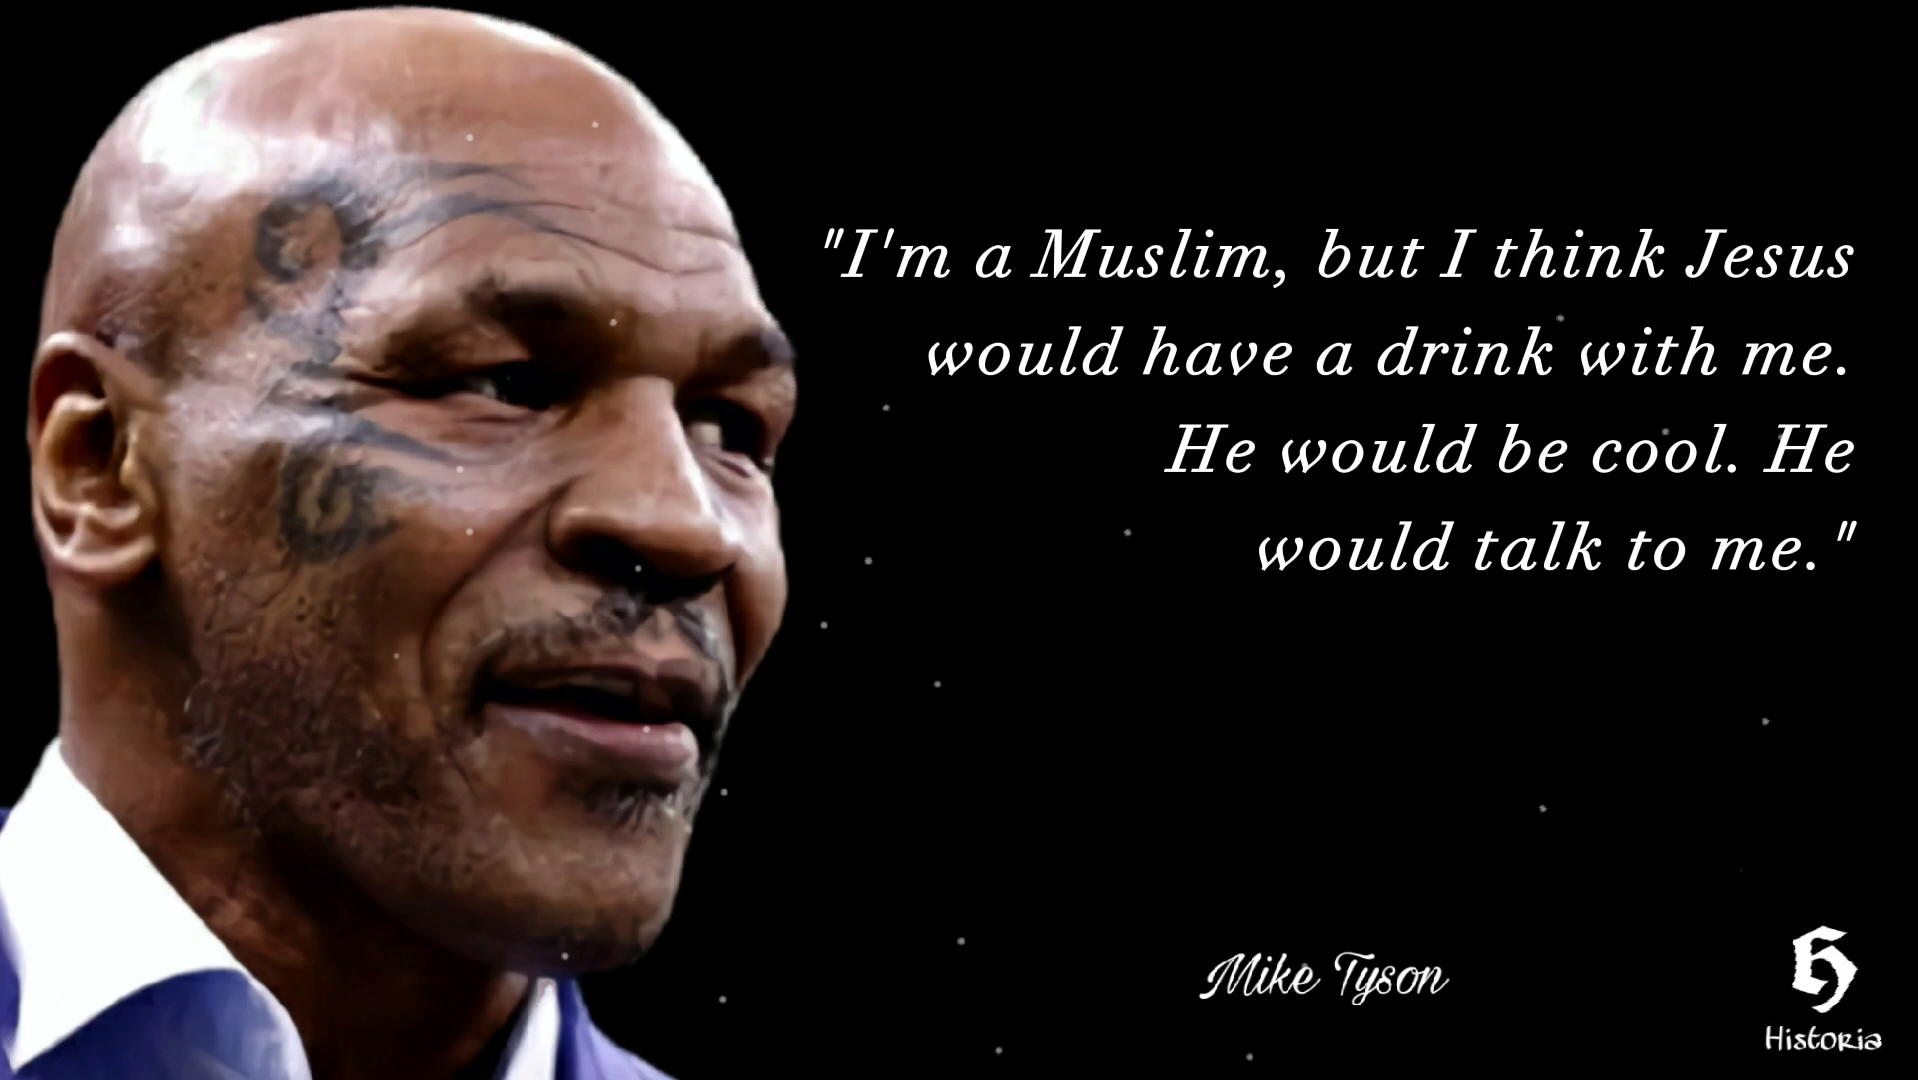 "I'm a Muslim, but I think Jesus
would have a drink with me.
He would be cool. He
would talk to me."
Mike Tyson
Historia